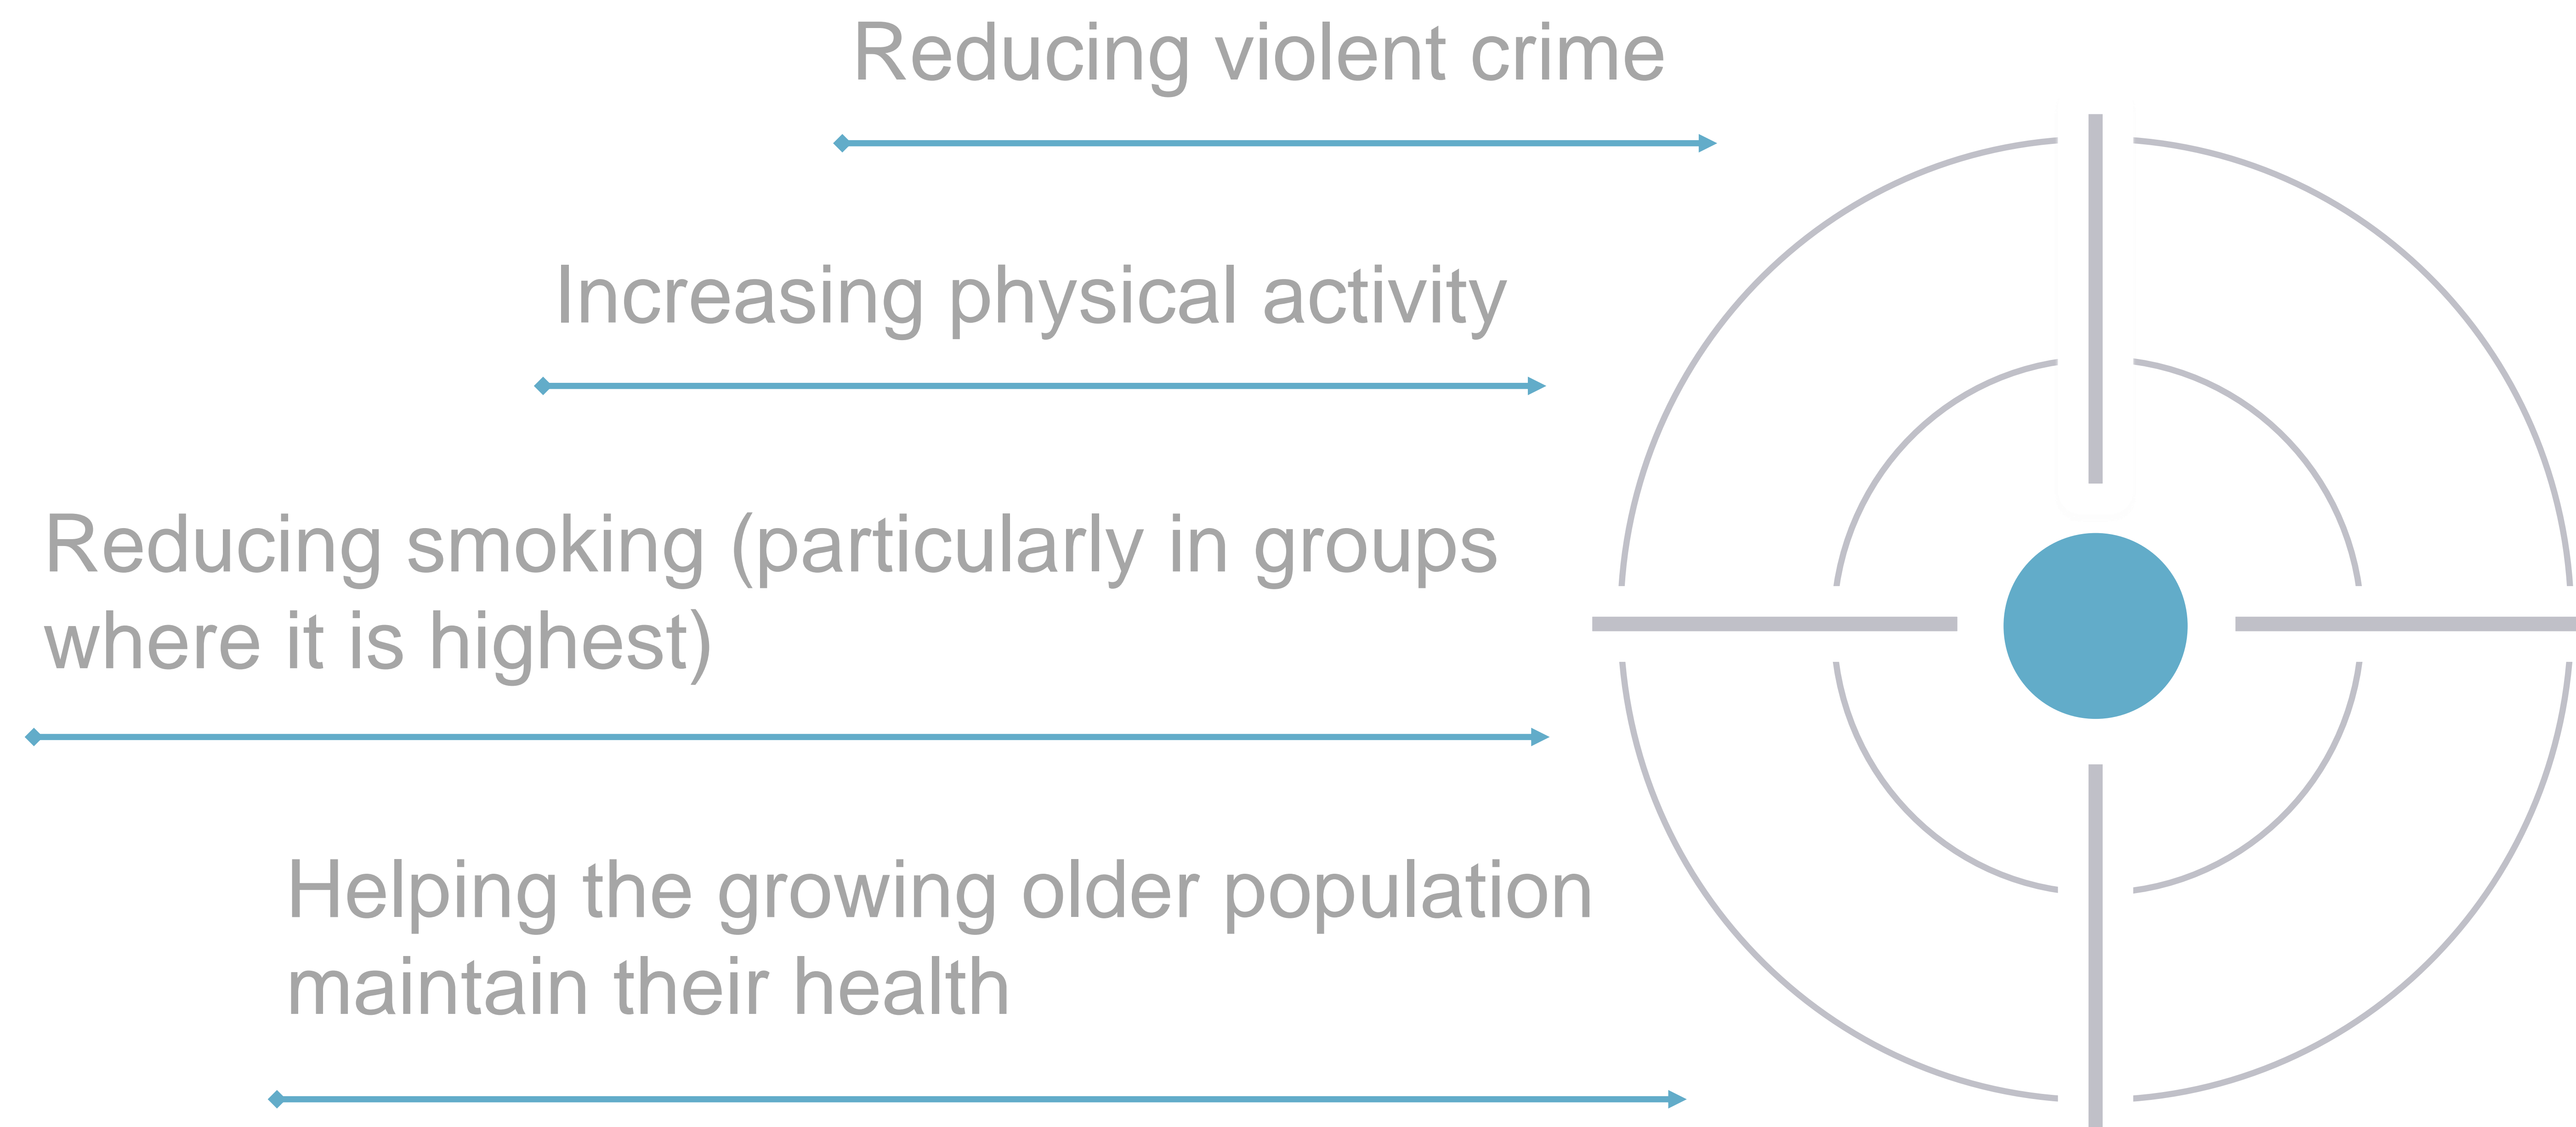 Reducing violent crime
Increasing physical activity
Reducing smoking (particularly in groups
where it is highest)
Helping the growing older population
maintain their health